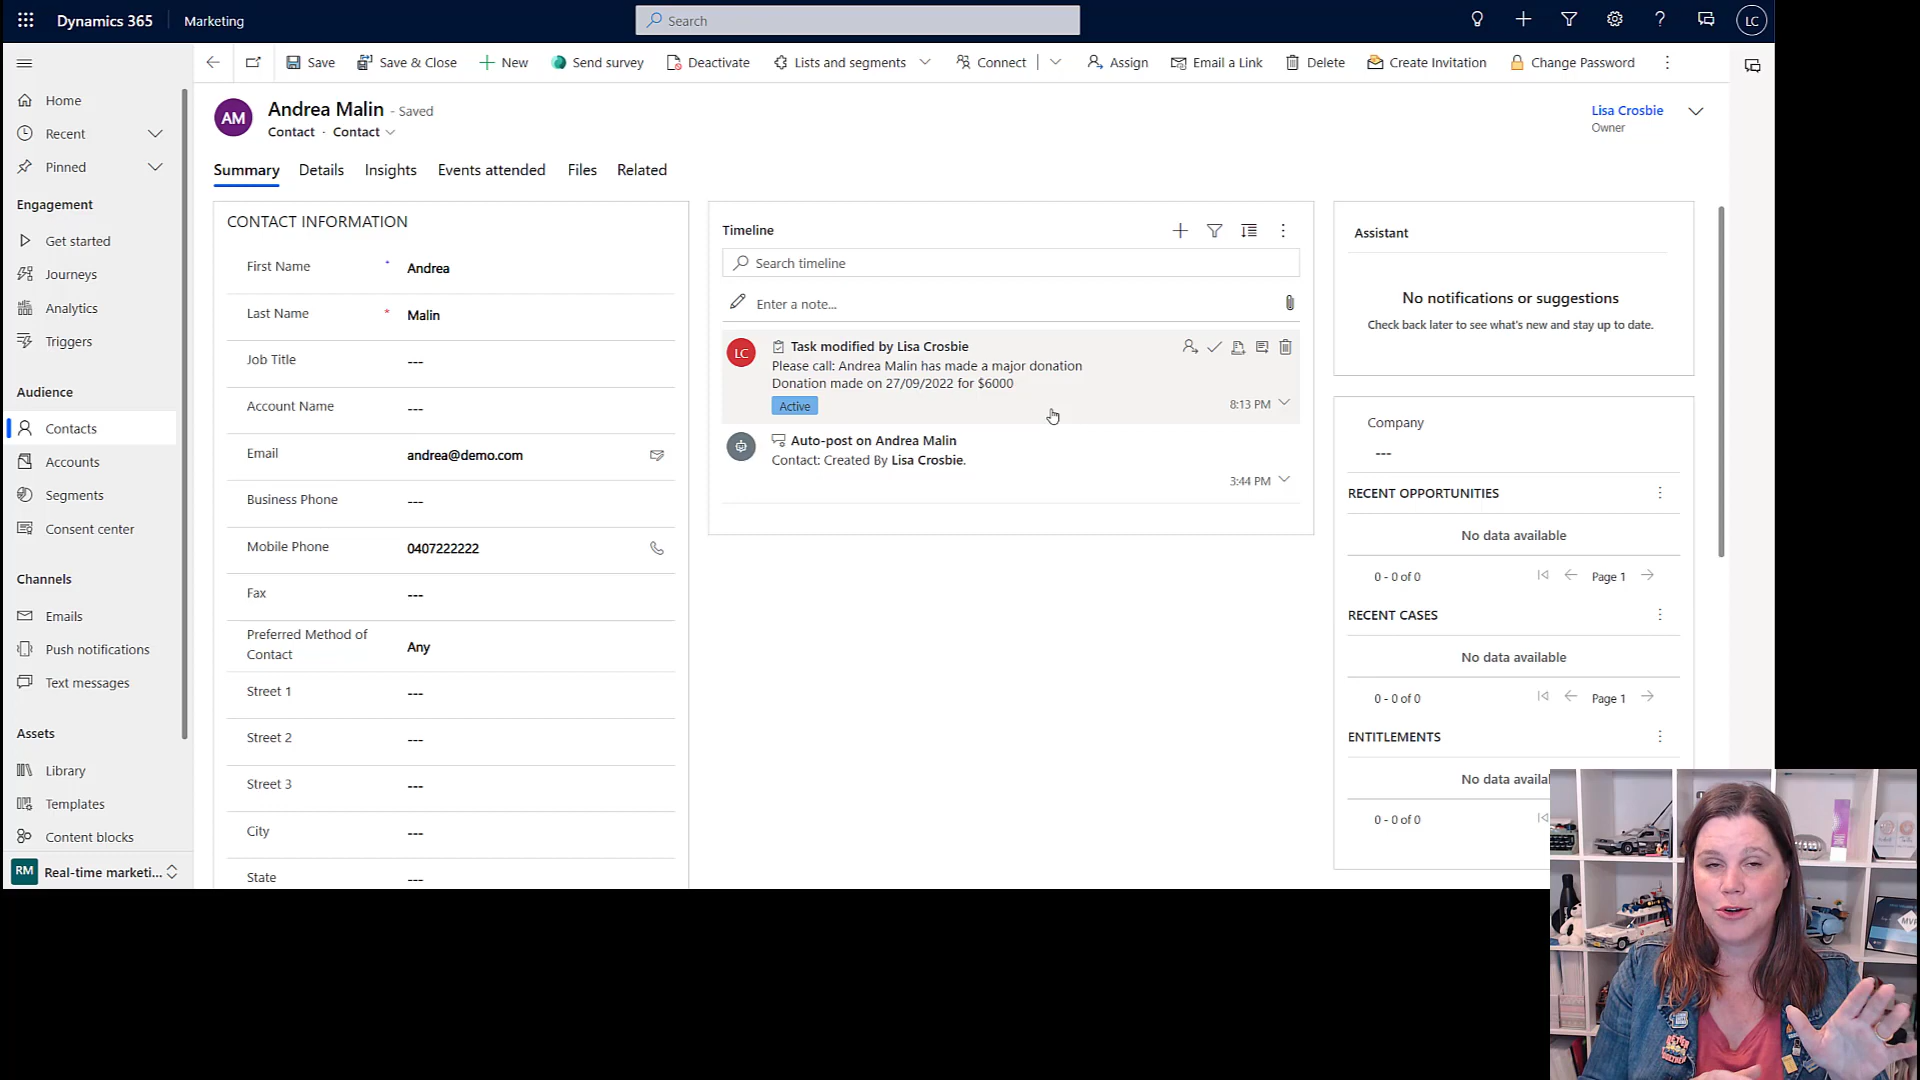 Dynamics 365
Marketing
Search
LC
Save
Save & Close
New
Send survey
Deactivate
Lists and segments
Connect
Assign
Email a Link
Delete
Create Invitation
Change Password
Home
Recent
Pinned
Engagement
Get started
Journeys
Analytics
Triggers
Audience
Contacts
Accounts
Segments
Consent center
Channels
Emails
Push notifications
Text messages
Assets
Library
Templates
Content blocks
RM Real-time marketi...
AM
Andrea Malin - Saved
Contact · Contact
Lisa Crosbie
Owner
Summary
Details
Insights
Events attended
Files
Related
CONTACT INFORMATION
First Name * Andrea
Last Name * Malin
Job Title ---
Account Name ---
Email andrea@demo.com
Business Phone ---
Mobile Phone 0407222222
Fax ---
Preferred Method of
Contact
Any
Street 1 ---
Street 2 ---
Street 3 ---
City ---
State ---
Timeline
Search timeline
Enter a note...
LC
Task modified by Lisa Crosbie
Please call: Andrea Malin has made a major donation
Donation made on 27/09/2022 for $6000
Active
8:13 PM
Auto-post on Andrea Malin
Contact: Created By Lisa Crosbie.
3:44 PM
Assistant
No notifications or suggestions
Check back later to see what's new and stay up to date.
Company
---
RECENT OPPORTUNITIES
No data available
0 - 0 of 0
Page 1
RECENT CASES
No data available
0 - 0 of 0
Page 1
ENTITLEMENTS
No data availa
0 - 0 of 0
MVP